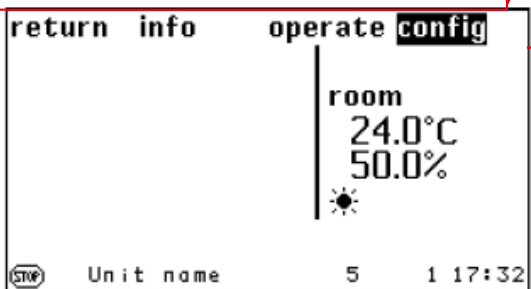 return info operate config
room
24.0°C
50.0%
STOP Unit name 5 1 17:32